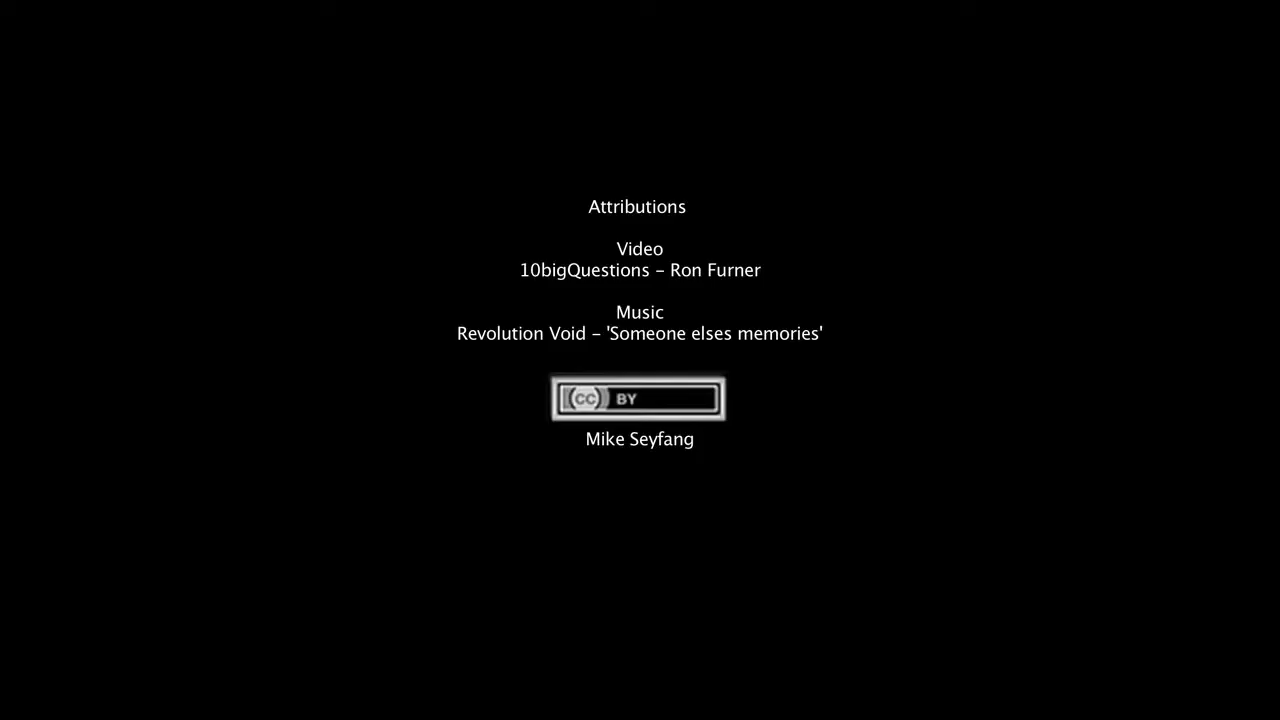 Attributions
Video
10bigQuestions – Ron Furner
Music
Revolution Void – 'Someone elses memories'
(cc) BY
Mike Seyfang